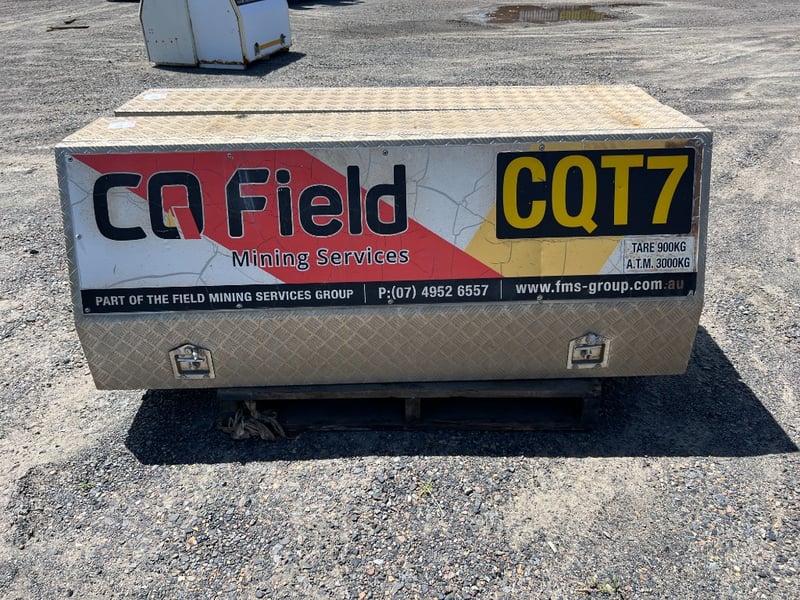 CQ Field
Mining Services
CQT7
TARE 900KG
A.T.M. 3000KG
PART OF THE FIELD MINING SERVICES GROUP | P:(07) 4952 6557 | www.fms-group.com.au